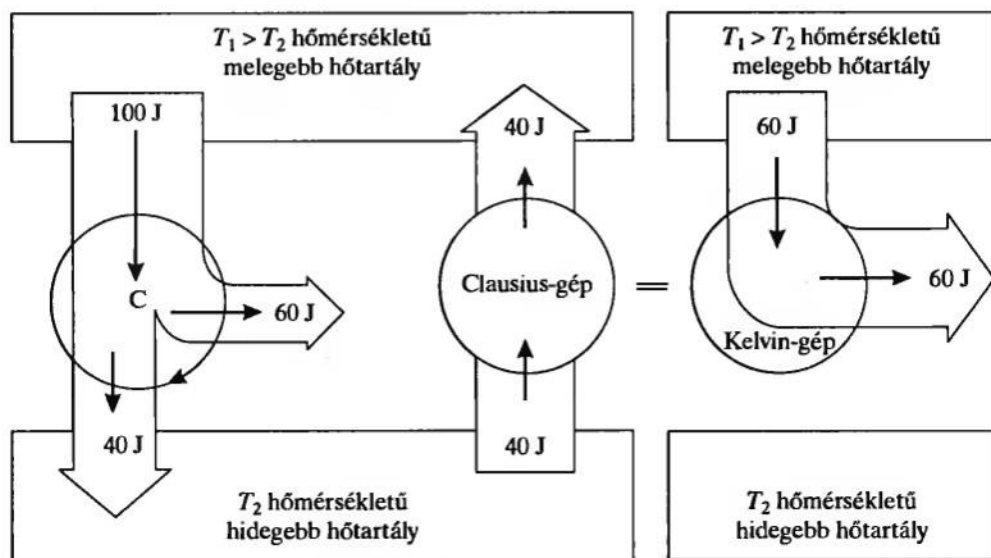 T₁ > T₂ hőmérsékletű
melegebb hőtartály
100 J
C
60 J
40 J
40 J
Clausius-gép
40 J
T₂ hőmérsékletű
hidegebb hőtartály
=
T₁ > T₂ hőmérsékletű
melegebb hőtartály
60 J
60 J
Kelvin-gép
T₂ hőmérsékletű
hidegebb hőtartály